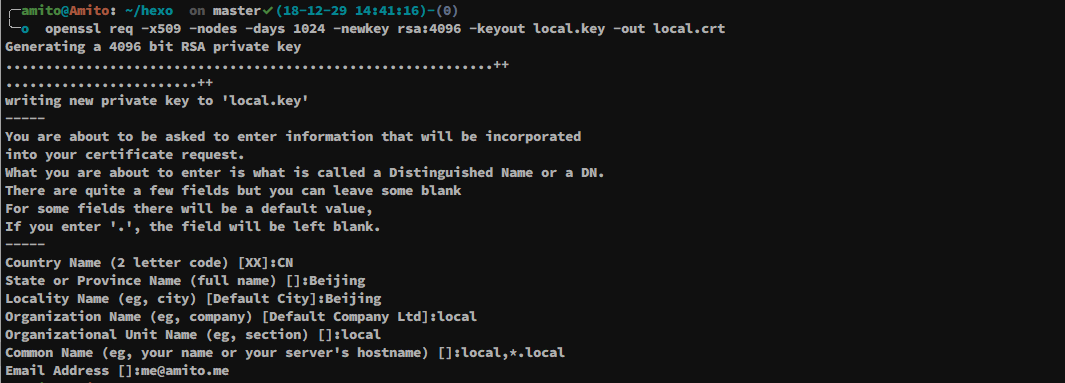 amito@Amito: ~/hexo on master✓(18-12-29 14:41:16)-(0)
o openssl req -x509 -nodes -days 1024 -newkey rsa:4096 -keyout local.key -out local.crt
Generating a 4096 bit RSA private key
.............................................................++
........................++
writing new private key to 'local.key'
-----
You are about to be asked to enter information that will be incorporated
into your certificate request.
What you are about to enter is what is called a Distinguished Name or a DN.
There are quite a few fields but you can leave some blank
For some fields there will be a default value,
If you enter '.', the field will be left blank.
-----
Country Name (2 letter code) [XX]:CN
State or Province Name (full name) []:Beijing
Locality Name (eg, city) [Default City]:Beijing
Organization Name (eg, company) [Default Company Ltd]:local
Organizational Unit Name (eg, section) []:local
Common Name (eg, your name or your server's hostname) []:local,*.local
Email Address []:me@amito.me